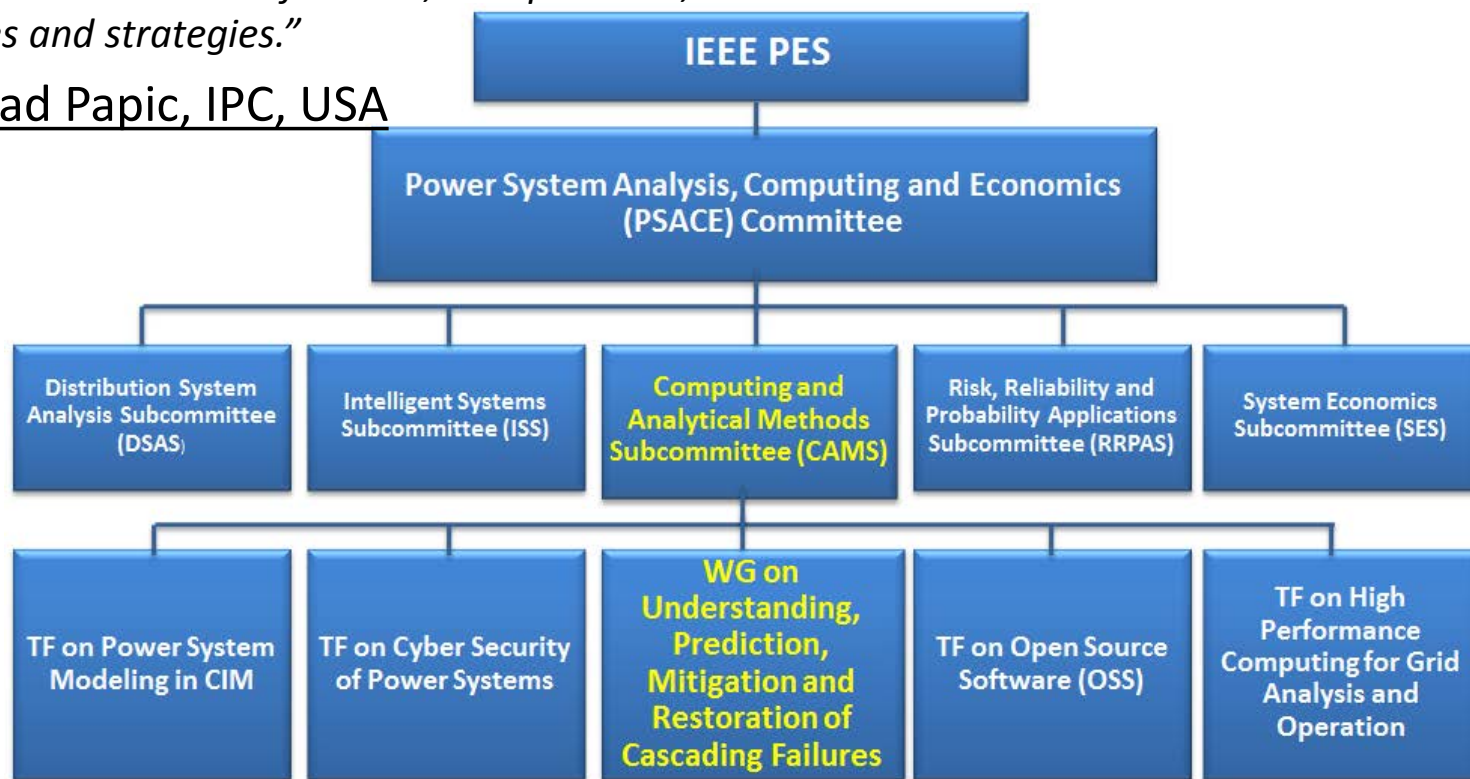 es and strategies.”
ad Papic, IPC, USA
IEEE PES
Power System Analysis, Computing and Economics
(PSACE) Committee
Distribution System
Analysis Subcommittee
(DSAS)
Intelligent Systems
Subcommittee (ISS)
Computing and
Analytical Methods
Subcommittee (CAMS)
Risk, Reliability and
Probability Applications
Subcommittee (RRPAS)
System Economics
Subcommittee (SES)
TF on Power System
Modeling in CIM
TF on Cyber Security
of Power Systems
WG on
Understanding,
Prediction,
Mitigation and
Restoration of
Cascading Failures
TF on Open Source
Software (OSS)
TF on High
Performance
Computing for Grid
Analysis and
Operation